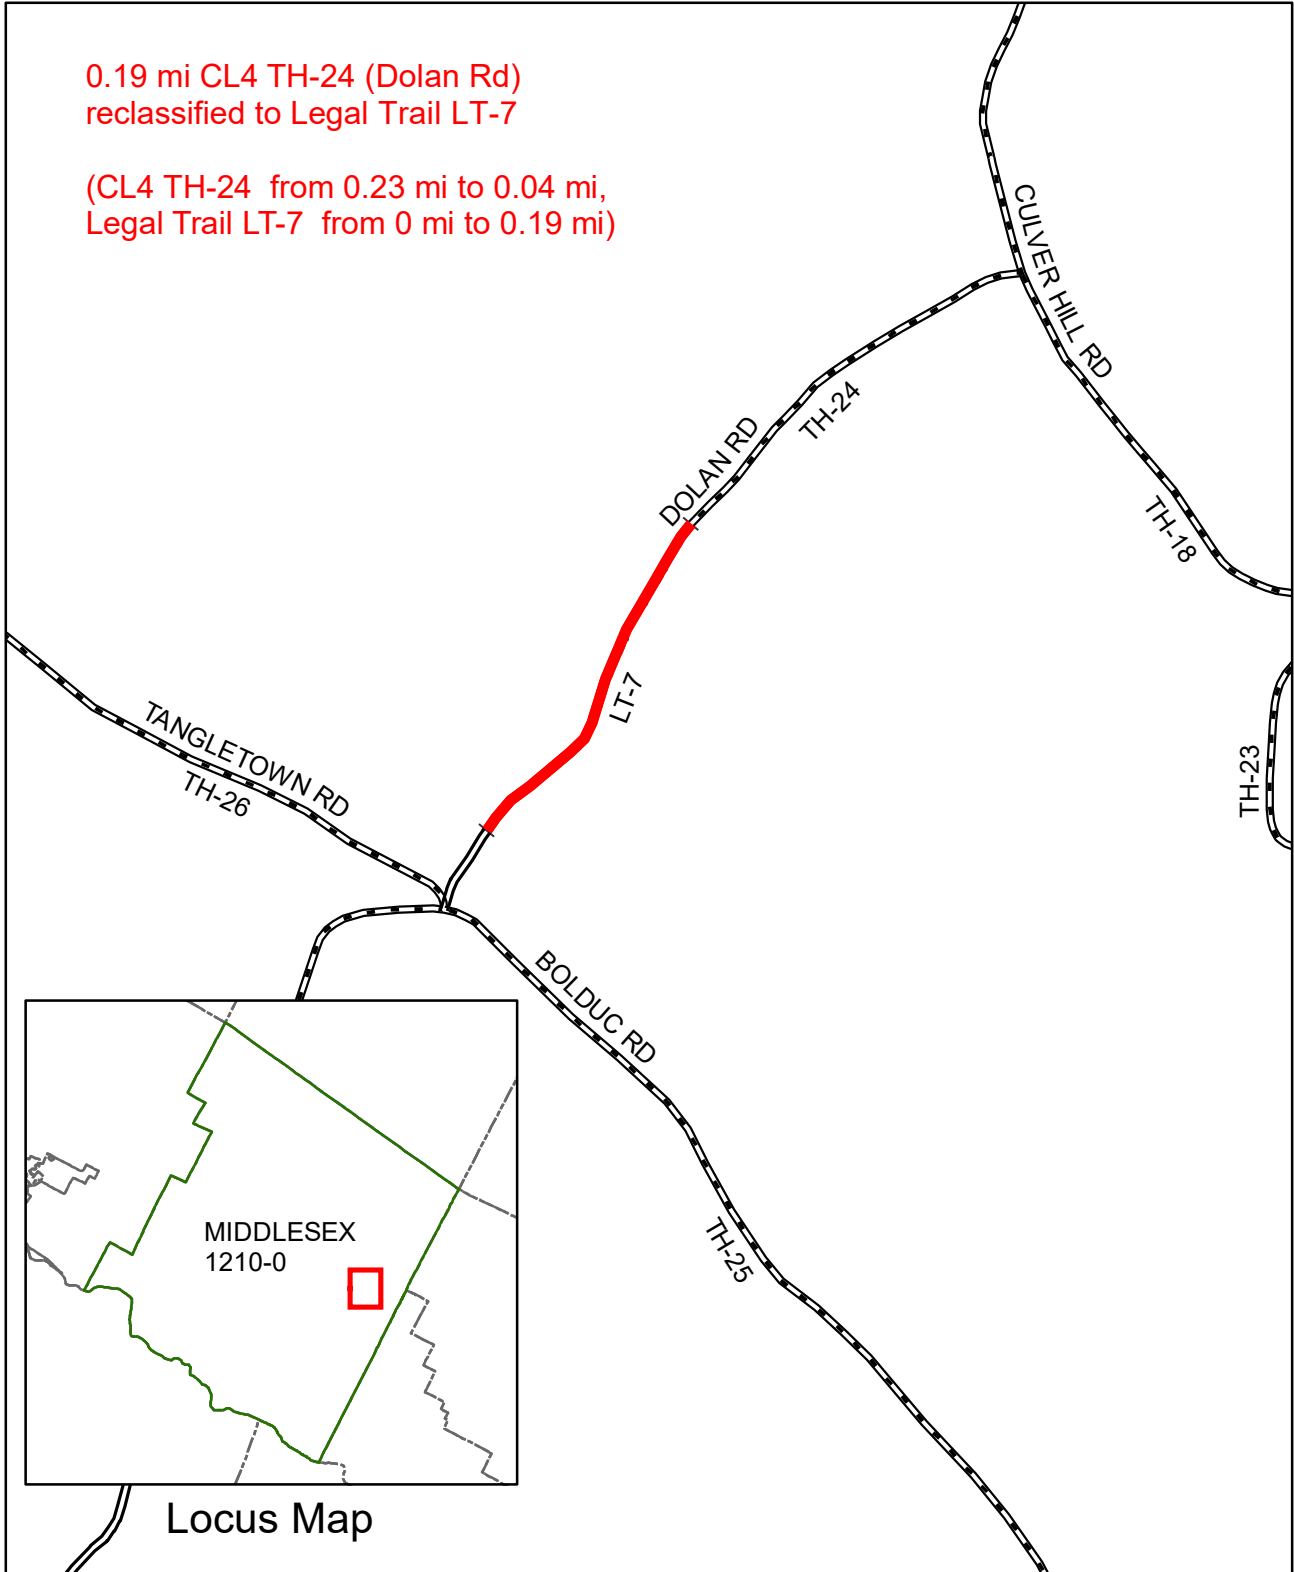 0.19 mi CL4 TH-24 (Dolan Rd)
reclassified to Legal Trail LT-7
(CL4 TH-24 from 0.23 mi to 0.04 mi,
Legal Trail LT-7 from 0 mi to 0.19 mi)
CULVER HILL RD
TH-24
DOLAN RD
TH-18
LT-7
TANGLETOWN RD
TH-26
TH-23
BOLDUC RD
TH-25
MIDDLESEX
1210-0
Locus Map